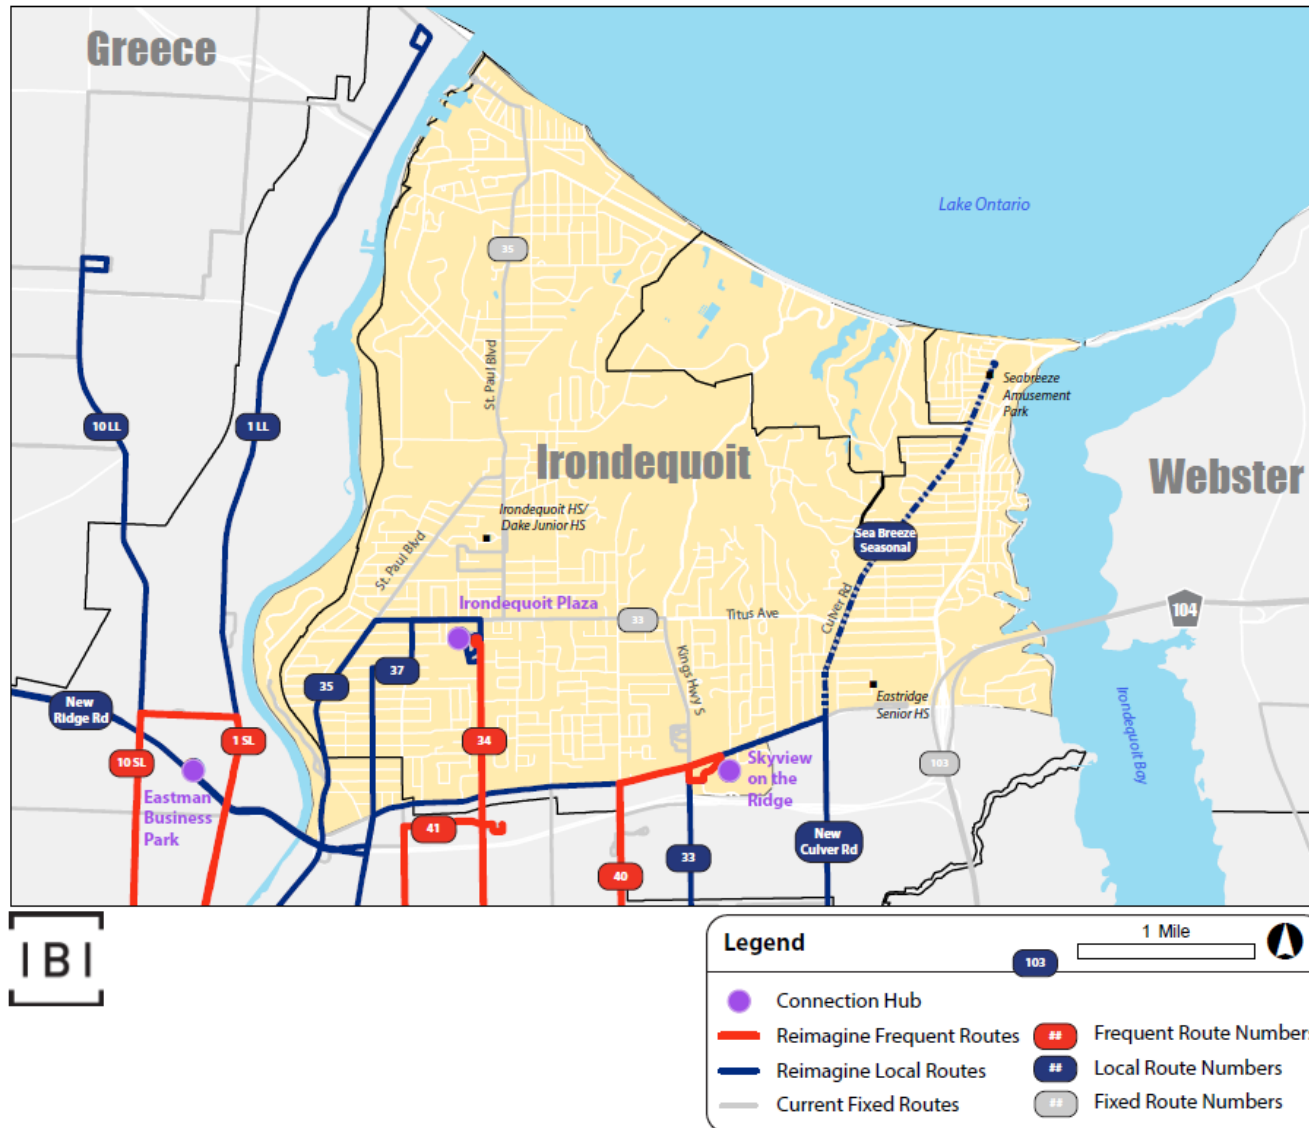 Greece
Lake Ontario
35
St. Paul Blvd
Seabreeze
Amusement
Park
10 LL
1 LL
Irondequoit
Webster
Irondequoit HS/
Dake Junior HS
Sea Breeze
Seasonal
St. Paul Blvd
Irondequoit Plaza
33
Titus Ave
Culver Rd
104
37
35
Kings Hwy S
New
Ridge Rd
Eastridge
Senior HS
Irondequoit Bay
10 SL
1 SL
34
103
Skyview
on the
Ridge
Eastman
Business
Park
41
New
Culver Rd
33
40
IBI
Legend
1 Mile
103
Connection Hub
Reimagine Frequent Routes
## Frequent Route Numbers
Reimagine Local Routes
## Local Route Numbers
Current Fixed Routes
## Fixed Route Numbers